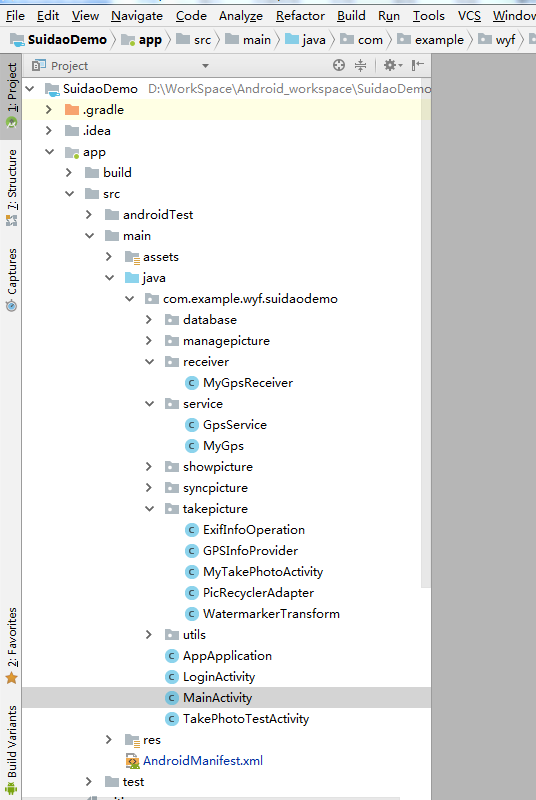 File Edit View Navigate Code Analyze Refactor Build Run Tools VCS Window
SuidaoDemo app src main java com example wyf
1: Project
7: Structure
Captures
2: Favorites
Build Variants
Project
SuidaoDemo D:\WorkSpace\Android_workspace\SuidaoDemo
.gradle
.idea
app
build
src
androidTest
main
assets
java
com.example.wyf.suidaodemo
database
managepicture
receiver
MyGpsReceiver
service
GpsService
MyGps
showpicture
syncpicture
takepicture
ExifInfoOperation
GPSInfoProvider
MyTakePhotoActivity
PicRecyclerAdapter
WatermarkerTransform
utils
AppApplication
LoginActivity
MainActivity
TakePhotoTestActivity
res
AndroidManifest.xml
test